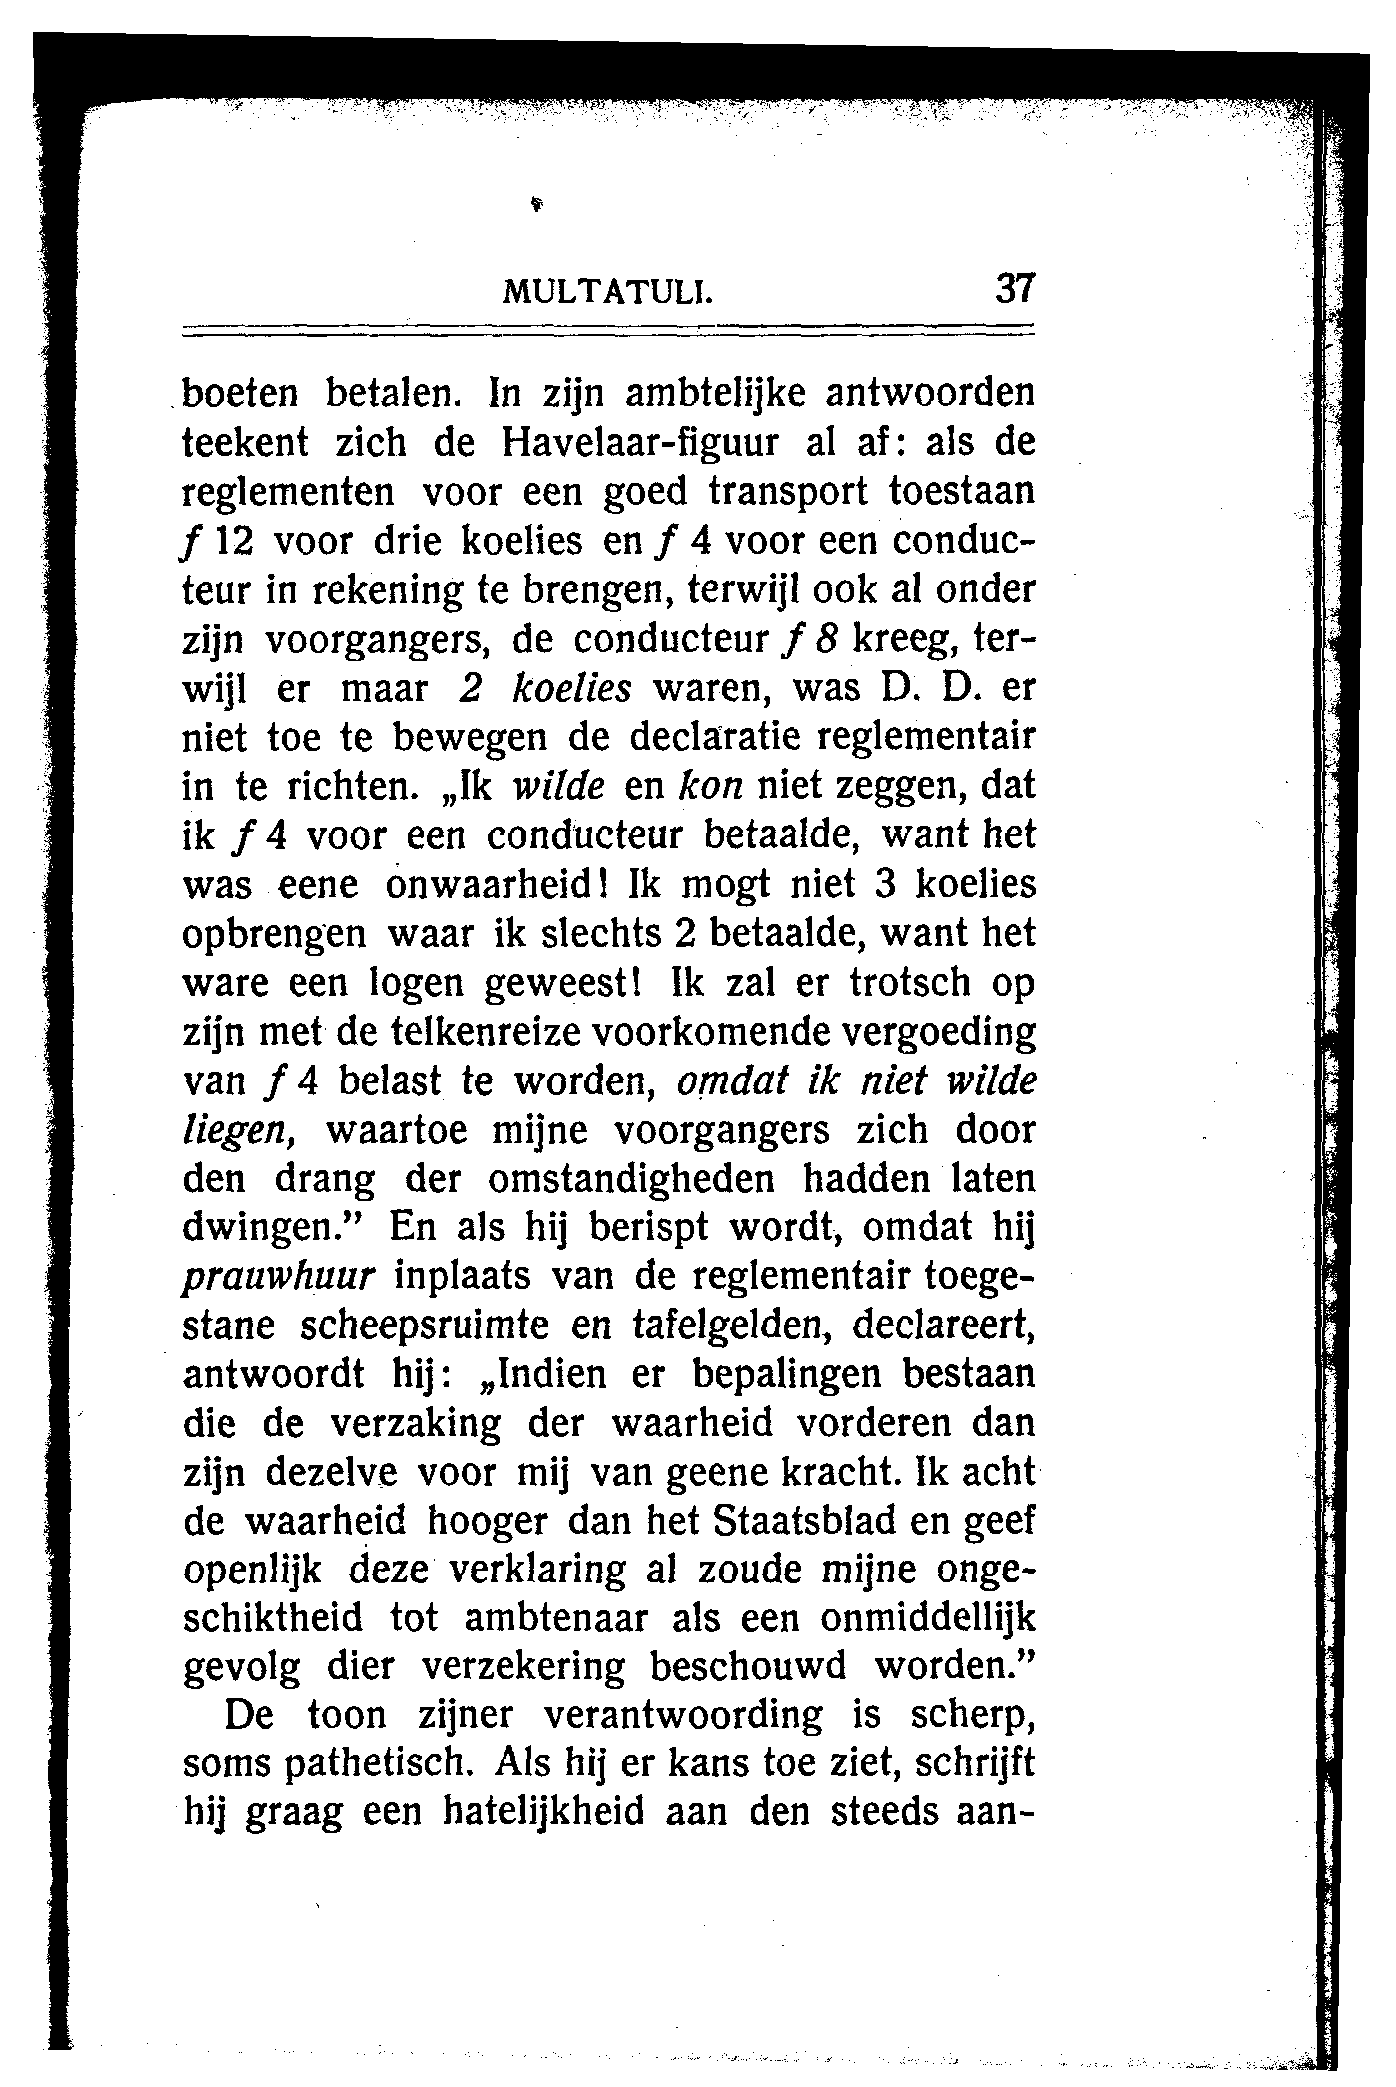 MULTATULI. 37
boeten betalen. In zijn ambtelijke antwoorden
teekent zich de Havelaar-figuur al af: als de
reglementen voor een goed transport toestaan
f 12 voor drie koelies en f 4 voor een conduc-
teur in rekening te brengen, terwijl ook al onder
zijn voorgangers, de conducteur f 8 kreeg, ter-
wijl er maar 2 koelies waren, was D. D. er
niet toe te bewegen de declaratie reglementair
in te richten. „Ik wilde en kon niet zeggen, dat
ik f 4 voor een conducteur betaalde, want het
was eene onwaarheid! Ik mogt niet 3 koelies
opbrengen waar ik slechts 2 betaalde, want het
ware een logen geweest! Ik zal er trotsch op
zijn met de telkenreize voorkomende vergoeding
van f 4 belast te worden, omdat ik niet wilde
liegen, waartoe mijne voorgangers zich door
den drang der omstandigheden hadden laten
dwingen.” En als hij berispt wordt, omdat hij
prauwhuur inplaats van de reglementair toege-
stane scheepsruimte en tafelgelden, declareert,
antwoordt hij: „Indien er bepalingen bestaan
die de verzaking der waarheid vorderen dan
zijn dezelve voor mij van geene kracht. Ik acht
de waarheid hooger dan het Staatsblad en geef
openlijk deze verklaring al zoude mijne onge-
schiktheid tot ambtenaar als een onmiddellijk
gevolg dier verzekering beschouwd worden.”
De toon zijner verantwoording is scherp,
soms pathetisch. Als hij er kans toe ziet, schrijft
hij graag een hatelijkheid aan den steeds aan-